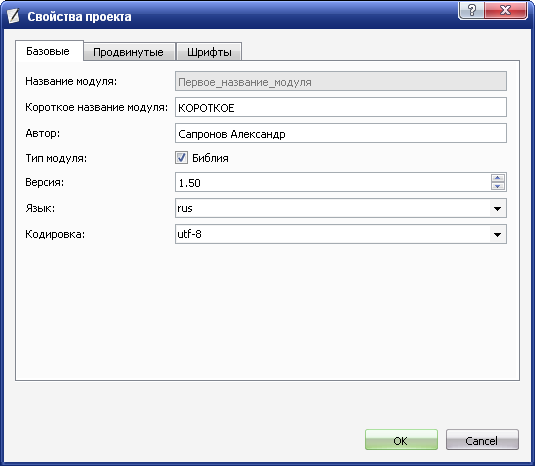 Свойства проекта
Базовые Продвинутые Шрифты
Название модуля: Первое_название_модуля
Короткое название модуля: КОРОТКОЕ
Автор: Сапронов Александр
Тип модуля: Библия
Версия: 1.50
Язык: rus
Кодировка: utf-8
OK Cancel